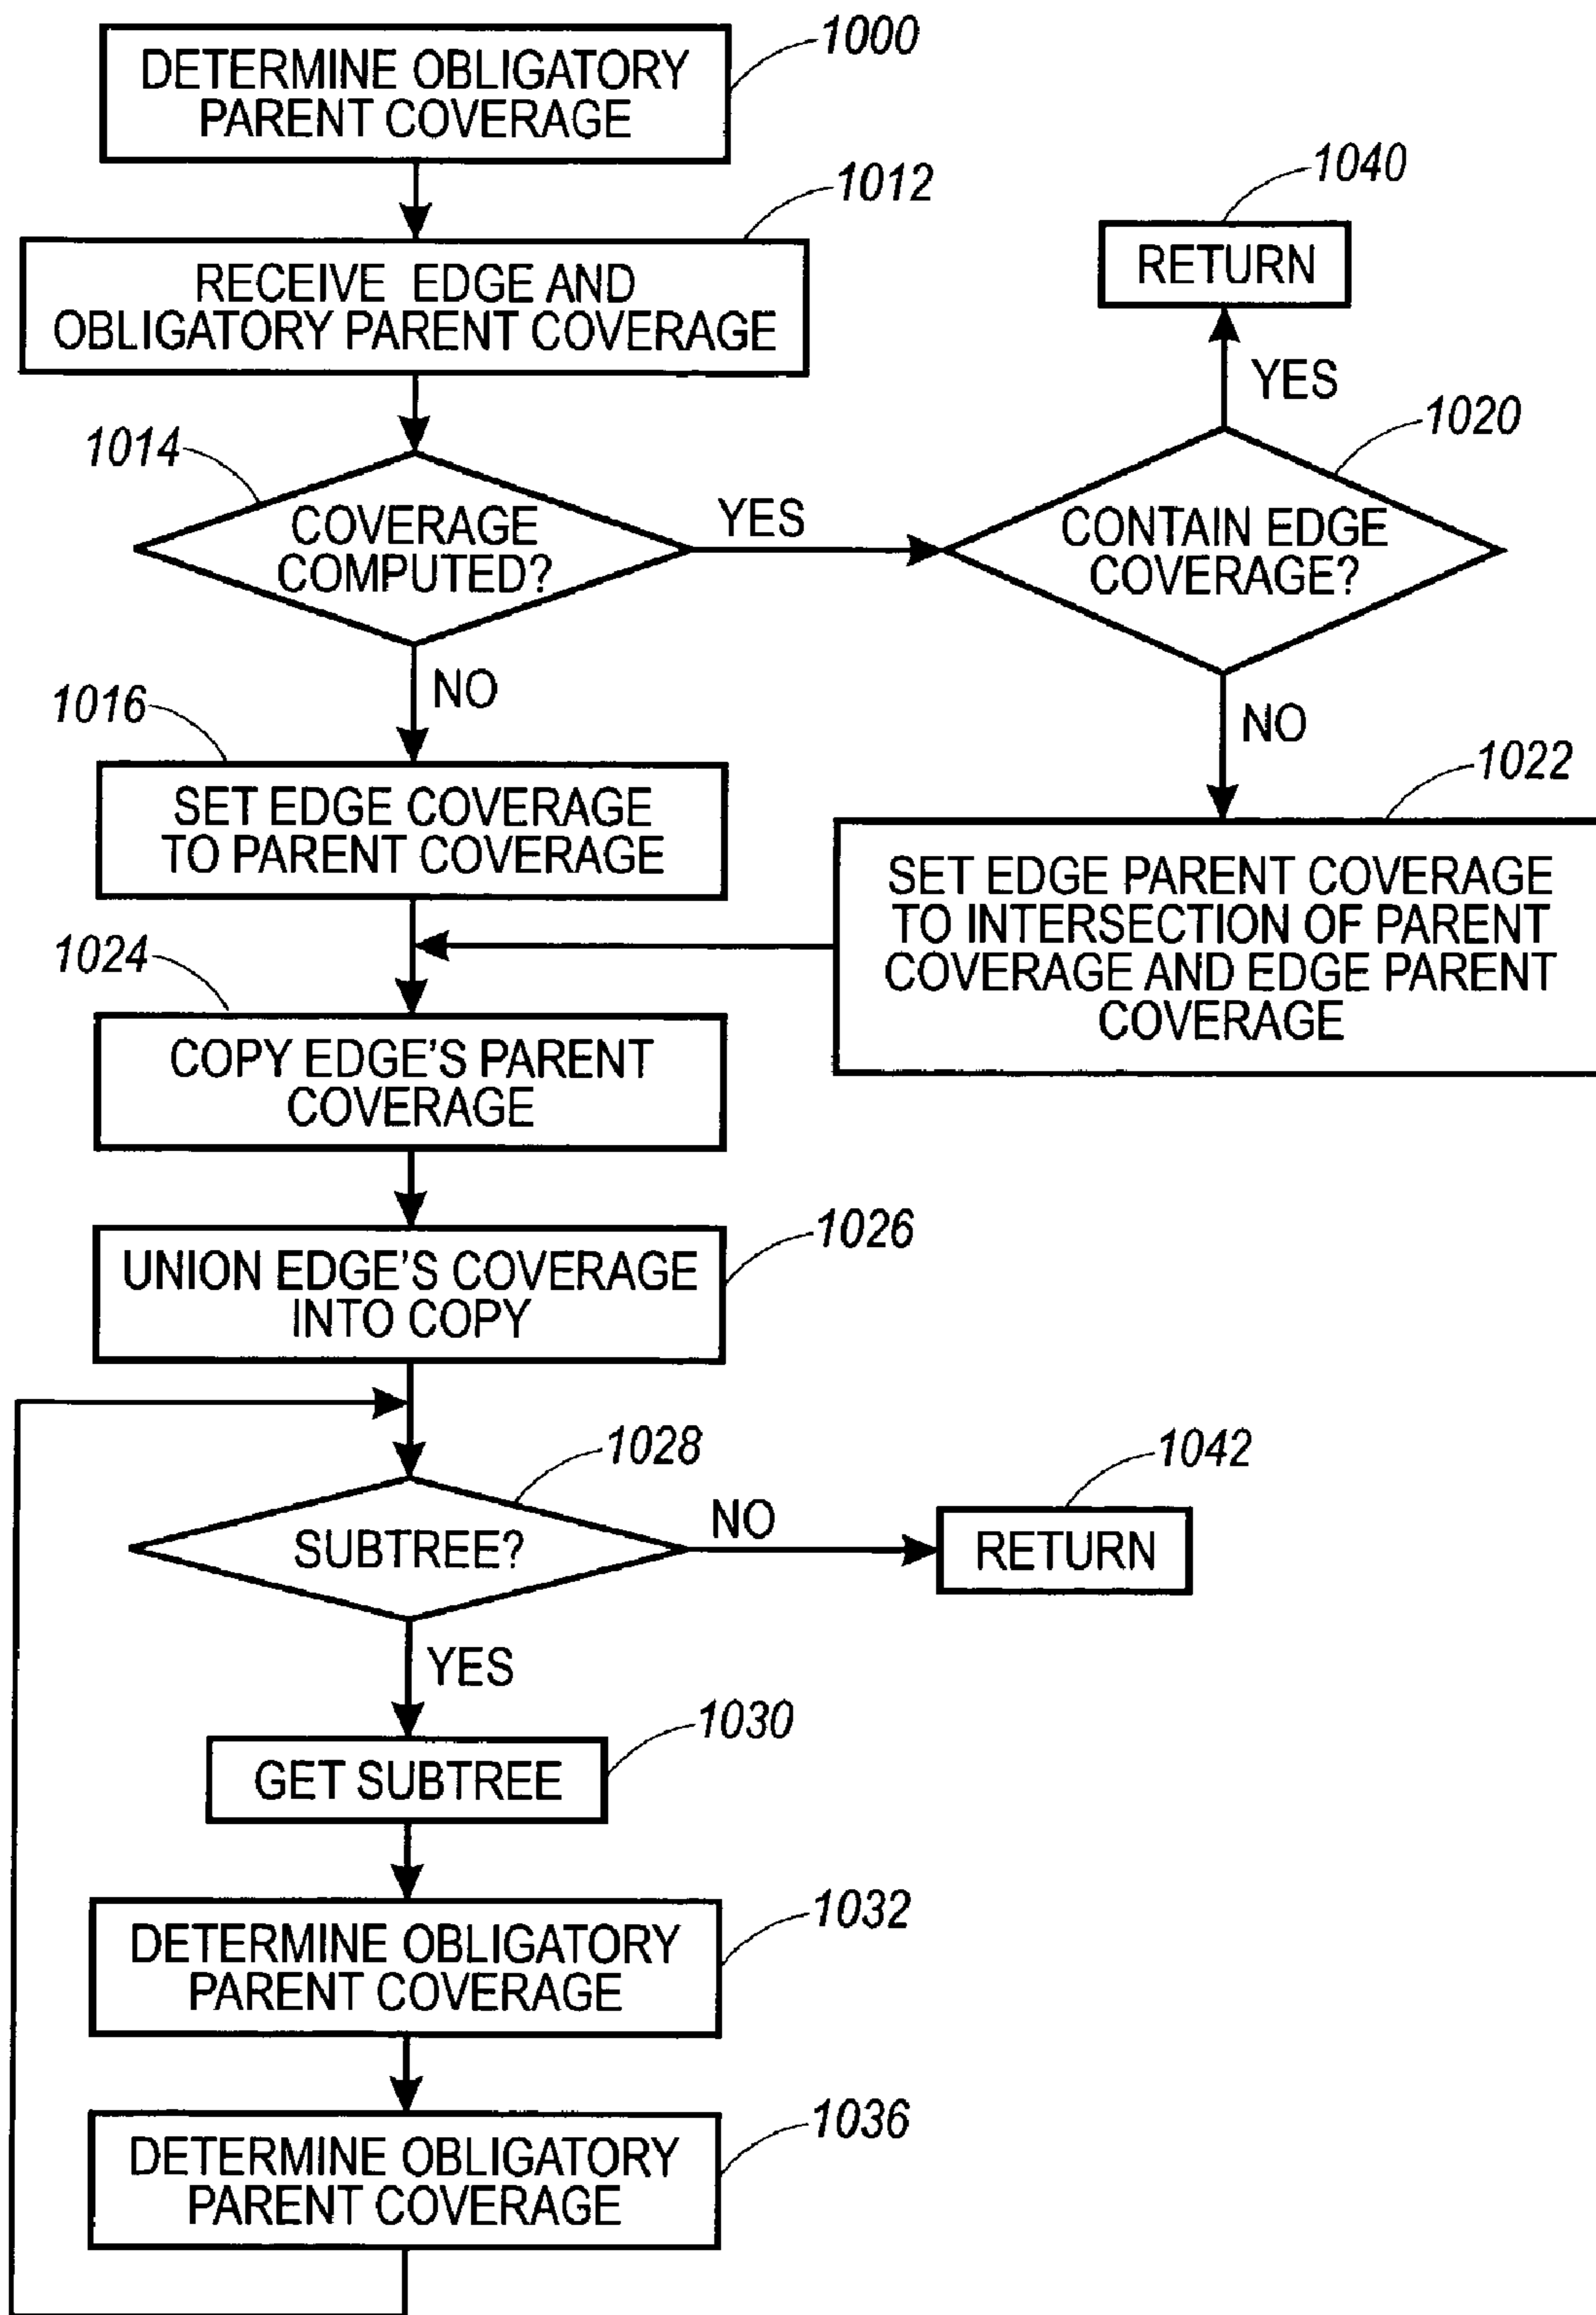 1000
DETERMINE OBLIGATORY
PARENT COVERAGE
1012
RECEIVE EDGE AND
OBLIGATORY PARENT COVERAGE
1040
RETURN
YES
1014
COVERAGE
COMPUTED?
YES
1020
CONTAIN EDGE
COVERAGE?
NO
NO
1016
SET EDGE COVERAGE
TO PARENT COVERAGE
1022
SET EDGE PARENT COVERAGE
TO INTERSECTION OF PARENT
COVERAGE AND EDGE PARENT
COVERAGE
1024
COPY EDGE'S PARENT
COVERAGE
1026
UNION EDGE'S COVERAGE
INTO COPY
1028
SUBTREE?
NO
1042
RETURN
YES
1030
GET SUBTREE
1032
DETERMINE OBLIGATORY
PARENT COVERAGE
1036
DETERMINE OBLIGATORY
PARENT COVERAGE